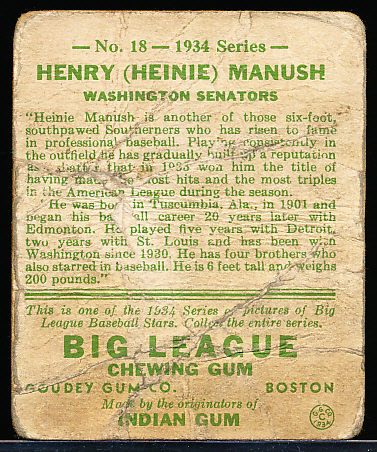 — No. 18 — 1934 Series —
HENRY (HEINIE) MANUSH
WASHINGTON SENATORS
"Heinie Manush is another of those six-foot,
southpawed Southerners who has risen to fame
in professional baseball. Playing consistently in
the outfield he has gradually built up a reputation
as a batter that in 1933 won him the title of
having made most hits and the most triples
in the American League during the season.
He was born in Tuscumbia, Ala., in 1901 and
began his baseball career 20 years later with
Edmonton. He played five years with Detroit,
two years with St. Louis and has been with
Washington since 1930. He has four brothers who
also starred in baseball. He is 6 feet tall and weighs
200 pounds."
This is one of the 1934 Series of pictures of Big
League Baseball Stars. Collect the entire series.
BIG LEAGUE
CHEWING GUM
GOUDEY GUM CO. BOSTON
Made by the originators of
INDIAN GUM
G.G.CO.
C
1934